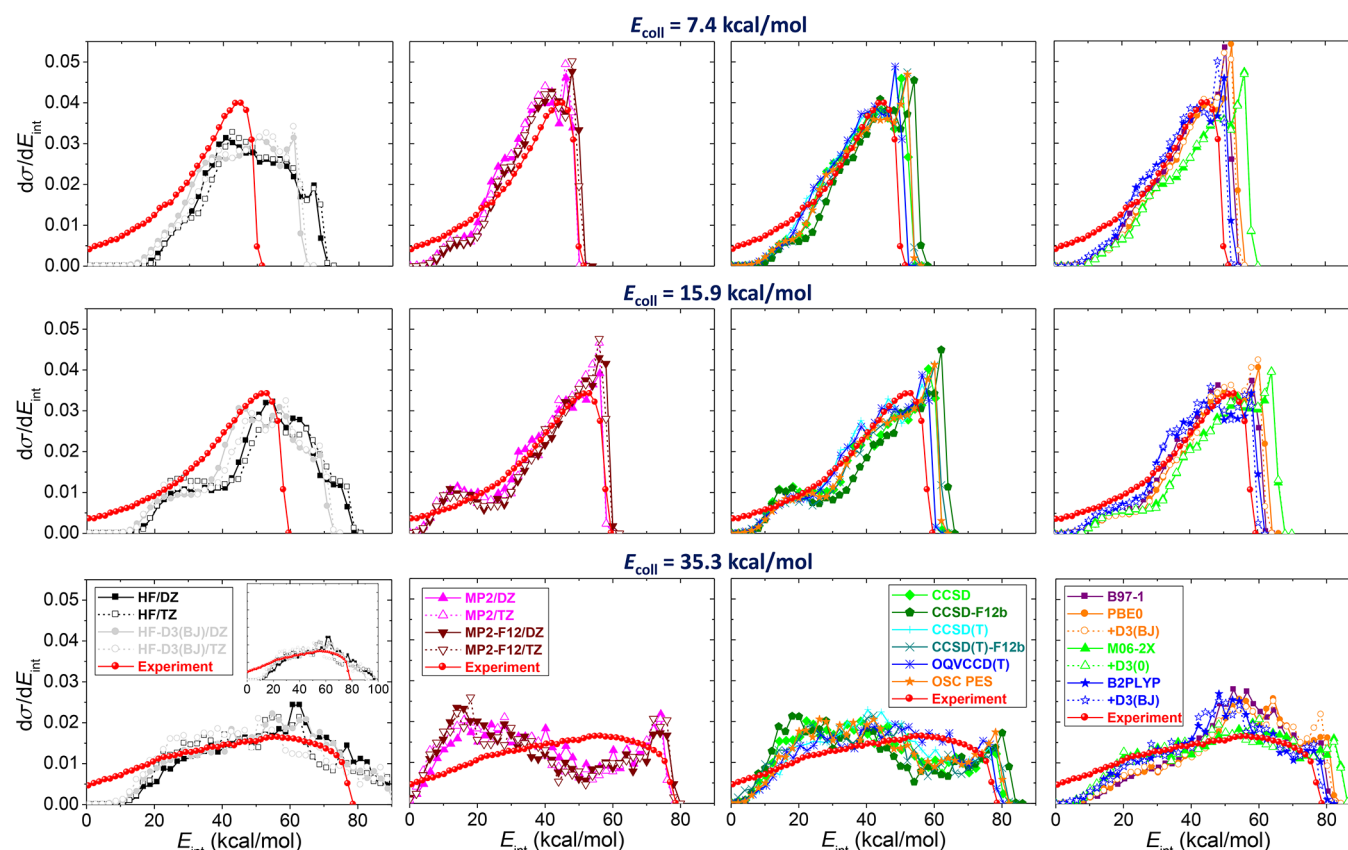 E_coll = 7.4 kcal/mol
dσ/dE_int
0.05
0.04
0.03
0.02
0.01
0.00
E_coll = 15.9 kcal/mol
dσ/dE_int
0.05
0.04
0.03
0.02
0.01
0.00
E_coll = 35.3 kcal/mol
dσ/dE_int
0.05
0.04
0.03
0.02
0.01
0.00
HF/DZ
HF/TZ
HF-D3(BJ)/DZ
HF-D3(BJ)/TZ
Experiment
0 20 40 60 80 100
0 20 40 60 80
E_int (kcal/mol)
MP2/DZ
MP2/TZ
MP2-F12/DZ
MP2-F12/TZ
Experiment
0 20 40 60 80
E_int (kcal/mol)
CCSD
CCSD-F12b
CCSD(T)
CCSD(T)-F12b
OQVCCD(T)
OSC PES
Experiment
0 20 40 60 80
E_int (kcal/mol)
B97-1
PBE0
+D3(BJ)
M06-2X
+D3(0)
B2PLYP
+D3(BJ)
Experiment
0 20 40 60 80
E_int (kcal/mol)